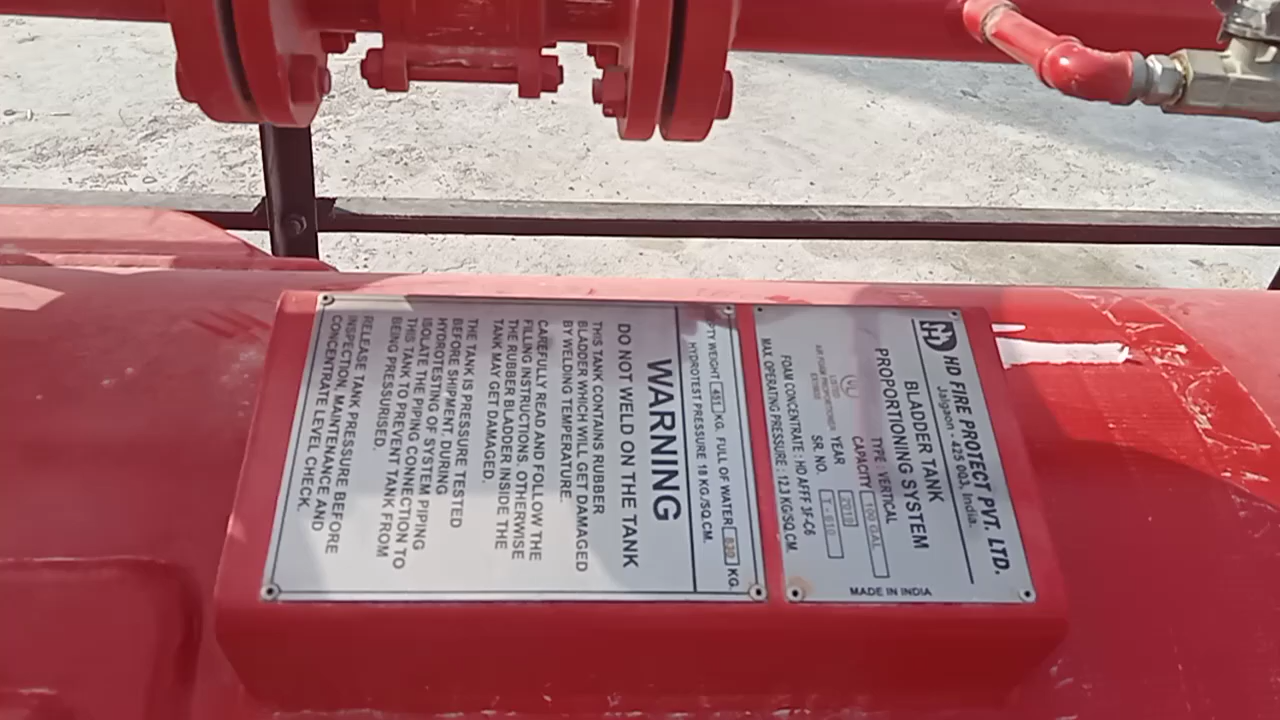 HD FIRE PROTECT PVT. LTD.
Jalgaon - 425 003, India.
BLADDER TANK
PROPORTIONING SYSTEM
TYPE : VERTICAL
CAPACITY 100 GAL
YEAR 2019
SR. NO.
UL
LISTED
FOAM CONCENTRATE : HD AFFF 3F-C6
MAX. OPERATING PRESSURE : 12.3 KG/SQ.CM.
MADE IN INDIA
PTY WEIGHT 451 KG. FULL OF WATER 830 KG.
HYDROTEST PRESSURE 18 KG./SQ.CM.
WARNING
DO NOT WELD ON THE TANK
THIS TANK CONTAINS RUBBER
BLADDER WHICH WILL GET DAMAGED
BY WELDING TEMPERATURE.
CAREFULLY READ AND FOLLOW THE
FILLING INSTRUCTIONS. OTHERWISE
THE RUBBER BLADDER INSIDE THE
TANK MAY GET DAMAGED.
THE TANK IS PRESSURE TESTED
BEFORE SHIPMENT. DURING
HYDROTESTING OF SYSTEM PIPING
ISOLATE THE PIPING CONNECTION TO
THIS TANK TO PREVENT TANK FROM
BEING PRESSURISED.
RELEASE TANK PRESSURE BEFORE
INSPECTION, MAINTENANCE AND
CONCENTRATE LEVEL CHECK.